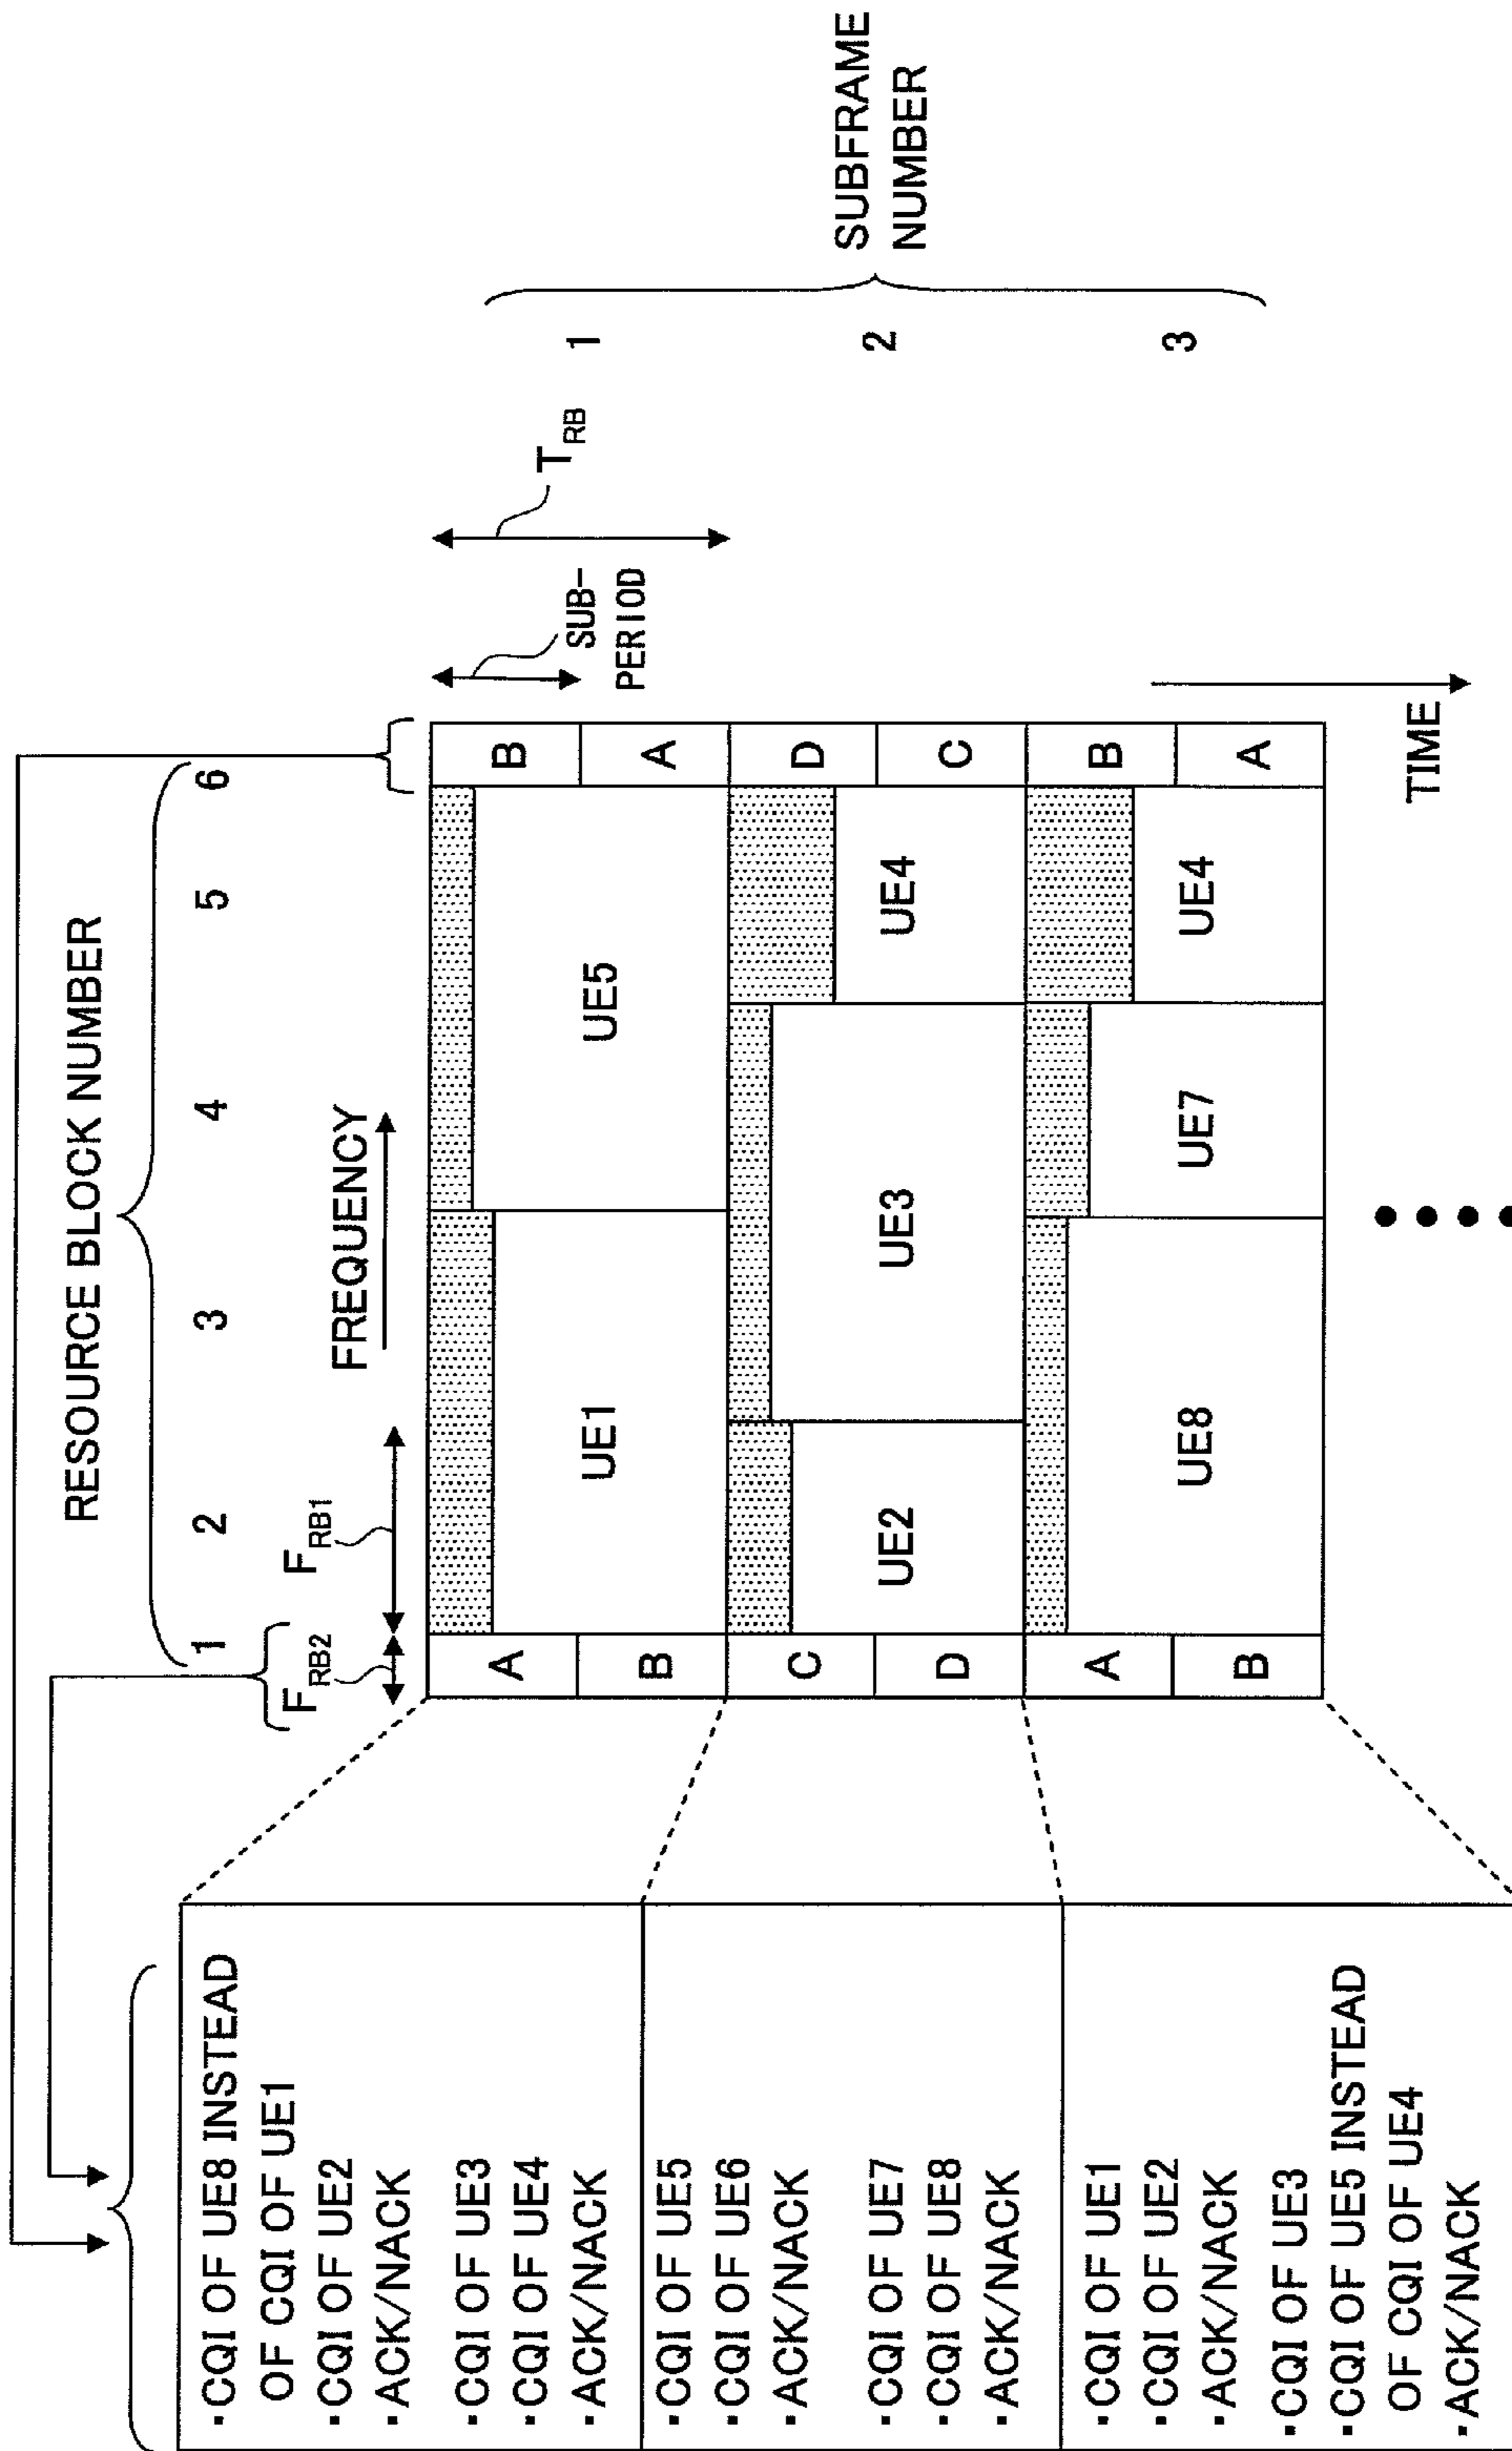 RESOURCE BLOCK NUMBER
1 2 3 4 5 6
F RB2
F RB1
FREQUENCY
SUB-
PERIOD
T RB
SUBFRAME
NUMBER
1
2
3
A
B
C
D
A
B
UE1
UE5
UE2
UE3
UE4
UE8
UE7
UE4
B
A
D
C
B
A
TIME
・CQI OF UE8 INSTEAD
OF CQI OF UE1
・CQI OF UE2
・ACK/NACK
・CQI OF UE3
・CQI OF UE4
・ACK/NACK
・CQI OF UE5
・CQI OF UE6
・ACK/NACK
・CQI OF UE7
・CQI OF UE8
・ACK/NACK
・CQI OF UE1
・CQI OF UE2
・ACK/NACK
・CQI OF UE3
・CQI OF UE5 INSTEAD
OF CQI OF UE4
・ACK/NACK